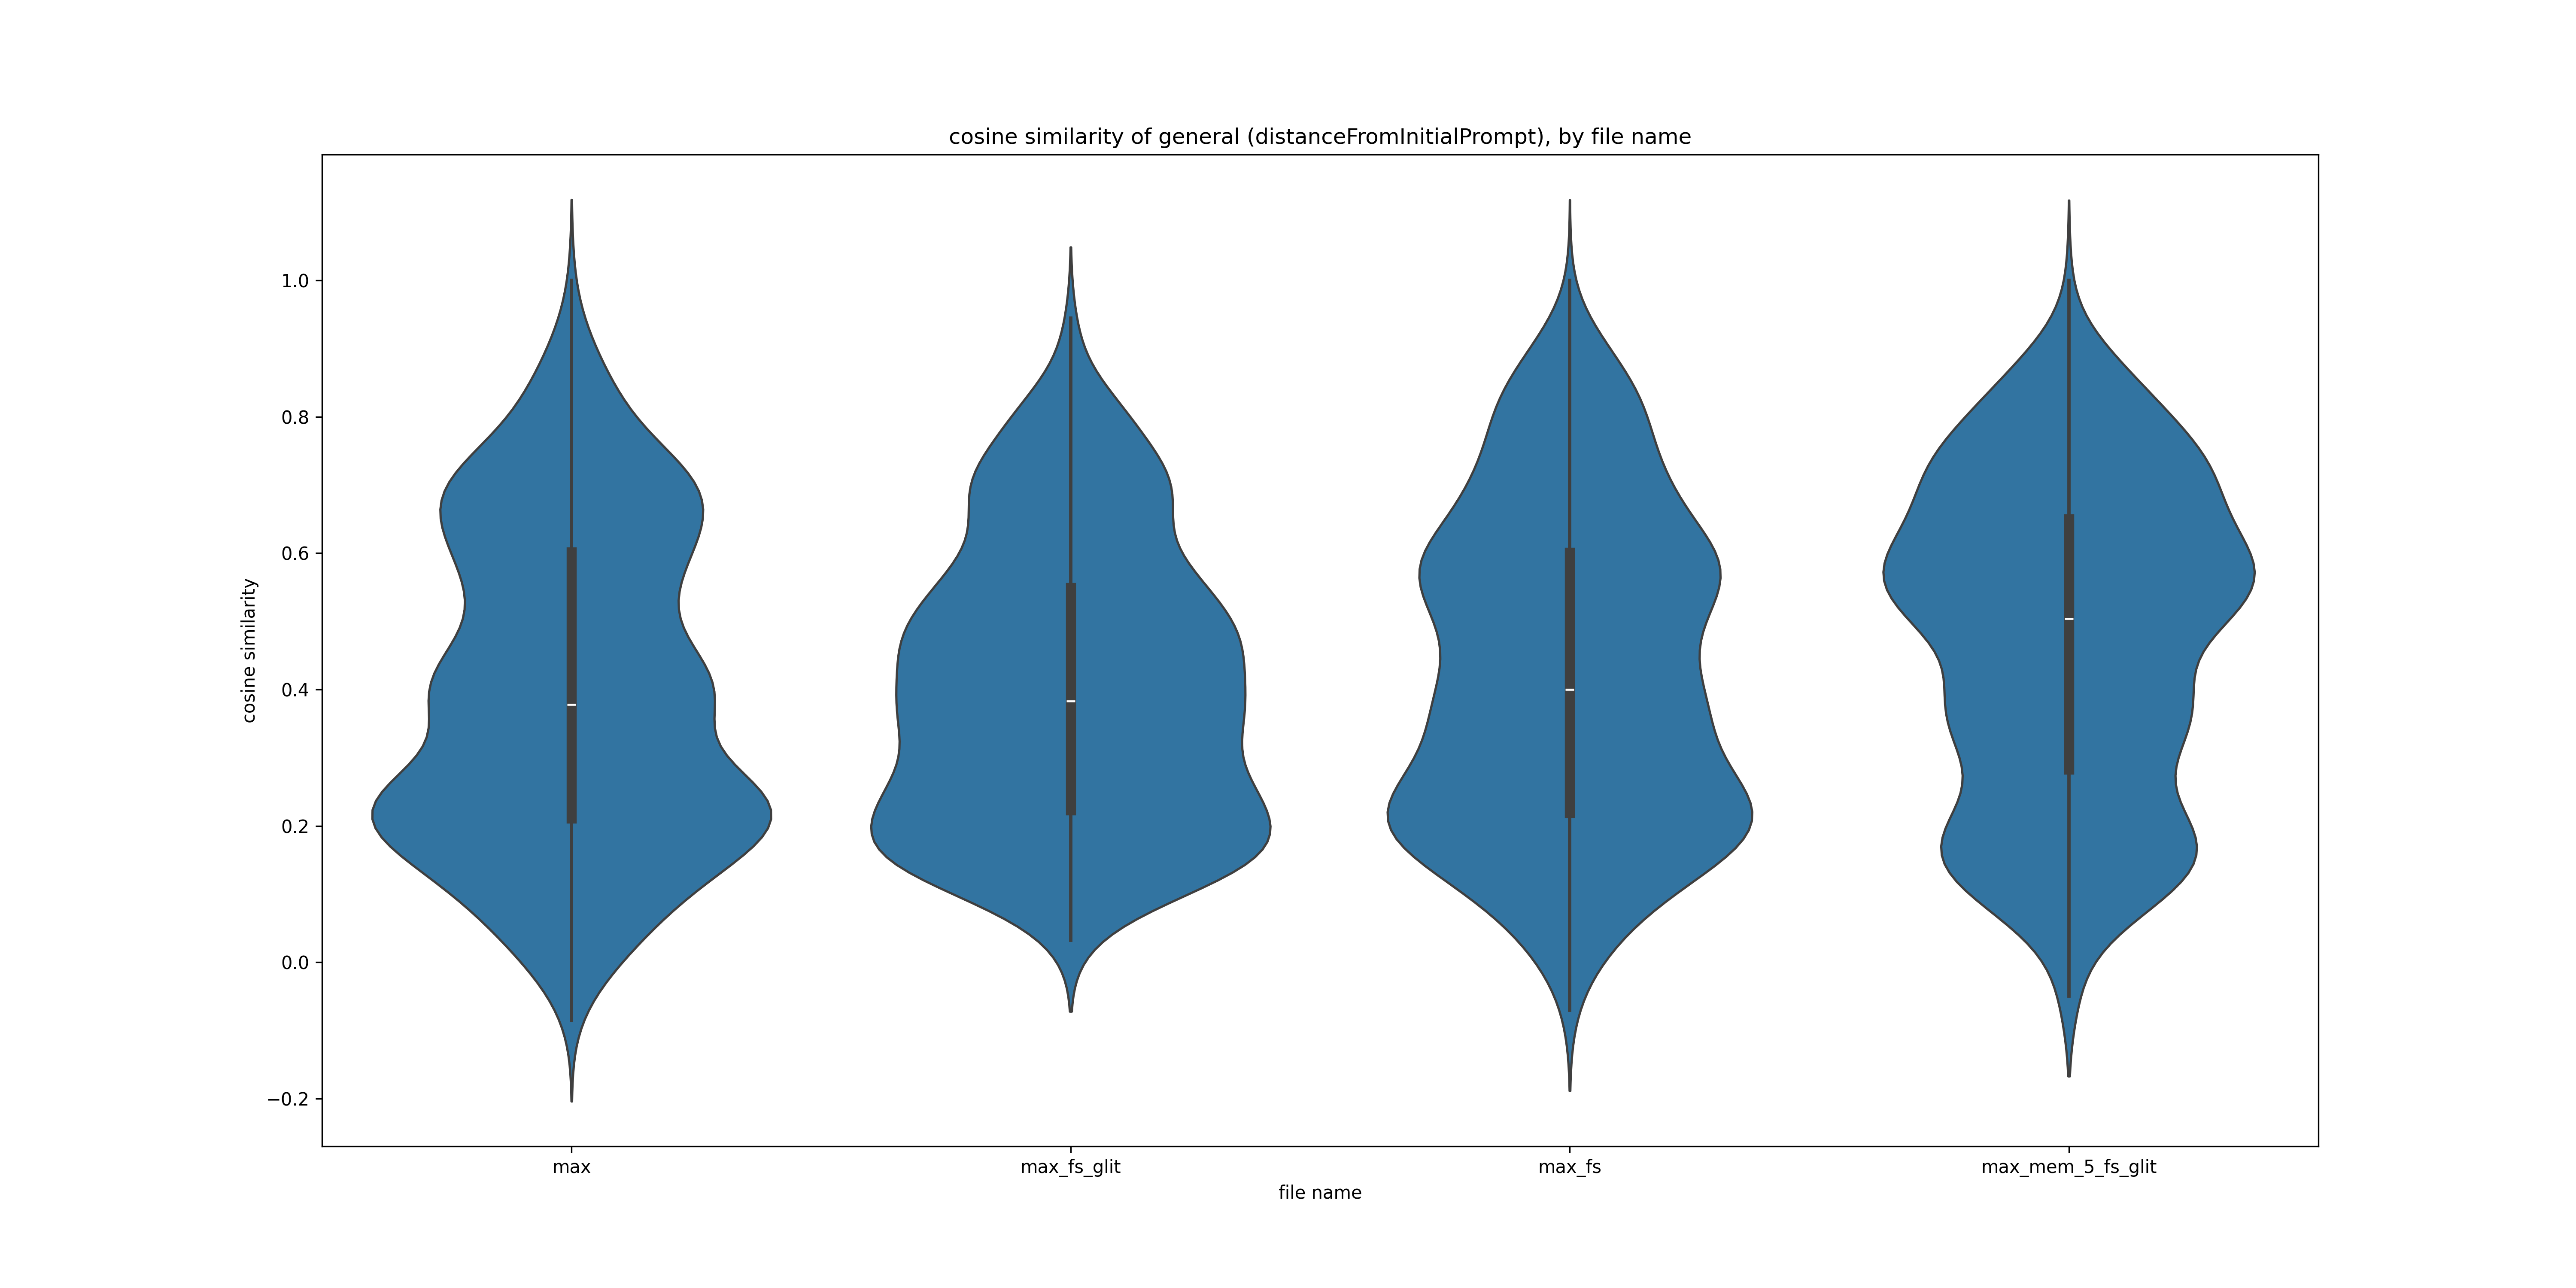 cosine similarity of general (distanceFromInitialPrompt), by file name
cosine similarity
1.0
0.8
0.6
0.4
0.2
0.0
−0.2
max
max_fs_glit
max_fs
max_mem_5_fs_glit
file name